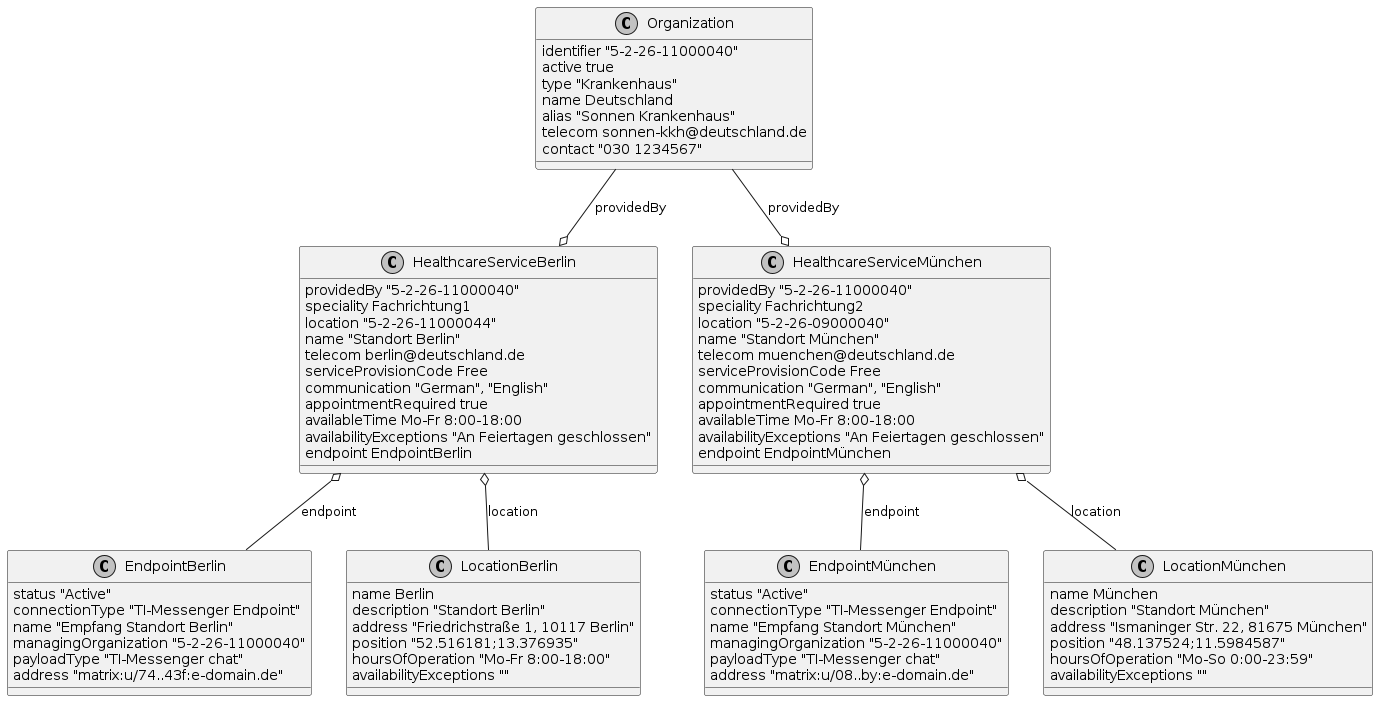 C Organization
identifier "5-2-26-11000040"
active true
type "Krankenhaus"
name Deutschland
alias "Sonnen Krankenhaus"
telecom sonnen-kkh@deutschland.de
contact "030 1234567"
providedBy
providedBy
C HealthcareServiceBerlin
providedBy "5-2-26-11000040"
speciality Fachrichtung1
location "5-2-26-11000044"
name "Standort Berlin"
telecom berlin@deutschland.de
serviceProvisionCode Free
communication "German", "English"
appointmentRequired true
availableTime Mo-Fr 8:00-18:00
availabilityExceptions "An Feiertagen geschlossen"
endpoint EndpointBerlin
C HealthcareServiceMünchen
providedBy "5-2-26-11000040"
speciality Fachrichtung2
location "5-2-26-09000040"
name "Standort München"
telecom muenchen@deutschland.de
serviceProvisionCode Free
communication "German", "English"
appointmentRequired true
availableTime Mo-Fr 8:00-18:00
availabilityExceptions "An Feiertagen geschlossen"
endpoint EndpointMünchen
endpoint
location
endpoint
location
C EndpointBerlin
status "Active"
connectionType "TI-Messenger Endpoint"
name "Empfang Standort Berlin"
managingOrganization "5-2-26-11000040"
payloadType "TI-Messenger chat"
address "matrix:u/74..43f:e-domain.de"
C LocationBerlin
name Berlin
description "Standort Berlin"
address "Friedrichstraße 1, 10117 Berlin"
position "52.516181;13.376935"
hoursOfOperation "Mo-Fr 8:00-18:00"
availabilityExceptions ""
C EndpointMünchen
status "Active"
connectionType "TI-Messenger Endpoint"
name "Empfang Standort München"
managingOrganization "5-2-26-11000040"
payloadType "TI-Messenger chat"
address "matrix:u/08..by:e-domain.de"
C LocationMünchen
name München
description "Standort München"
address "Ismaninger Str. 22, 81675 München"
position "48.137524;11.5984587"
hoursOfOperation "Mo-So 0:00-23:59"
availabilityExceptions ""